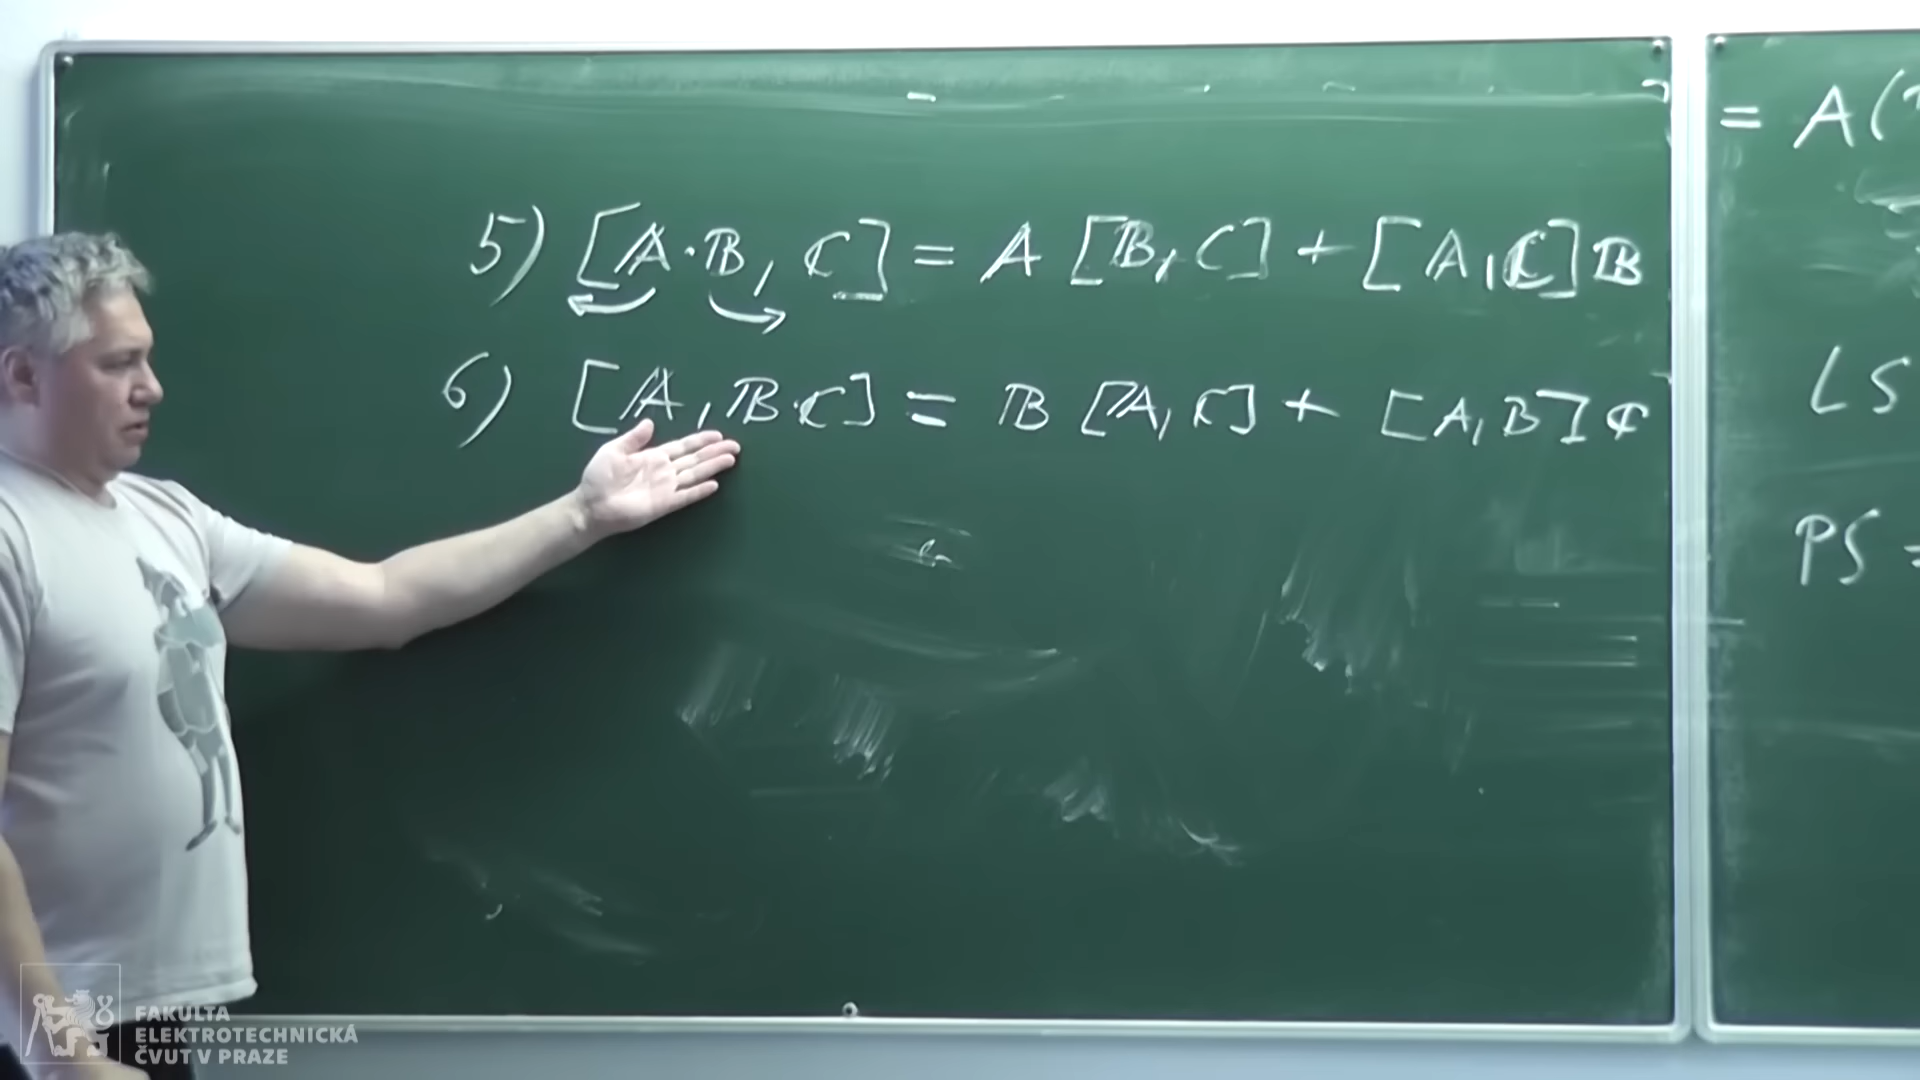 5) [𝔸·𝔹, ℂ] = 𝔸 [𝔹, C] + [A, ℂ] 𝔹
6) [𝔸, 𝔹·ℂ] = 𝔹 [𝔸, ℂ] + [A, B] ℂ
= A(
LS
PS =
FAKULTA
ELEKTROTECHNICKÁ
ČVUT V PRAZE